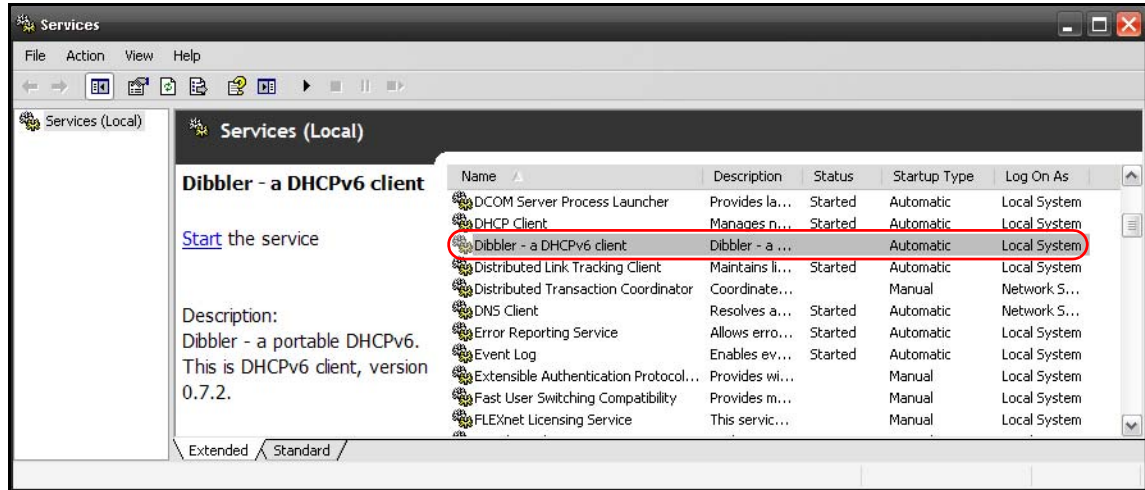 Services
File Action View Help
Services (Local)
Services (Local)
Dibbler - a DHCPv6 client
Start the service
Description:
Dibbler - a portable DHCPv6.
This is DHCPv6 client, version
0.7.2.
Name Description Status Startup Type Log On As
DCOM Server Process Launcher Provides la... Started Automatic Local System
DHCP Client Manages n... Started Automatic Local System
Dibbler - a DHCPv6 client Dibbler - a ... Automatic Local System
Distributed Link Tracking Client Maintains li... Started Automatic Local System
Distributed Transaction Coordinator Coordinate... Manual Network S...
DNS Client Resolves a... Started Automatic Network S...
Error Reporting Service Allows erro... Started Automatic Local System
Event Log Enables ev... Started Automatic Local System
Extensible Authentication Protocol... Provides wi... Manual Local System
Fast User Switching Compatibility Provides m... Manual Local System
FLEXnet Licensing Service This servic... Manual Local System
Extended Standard